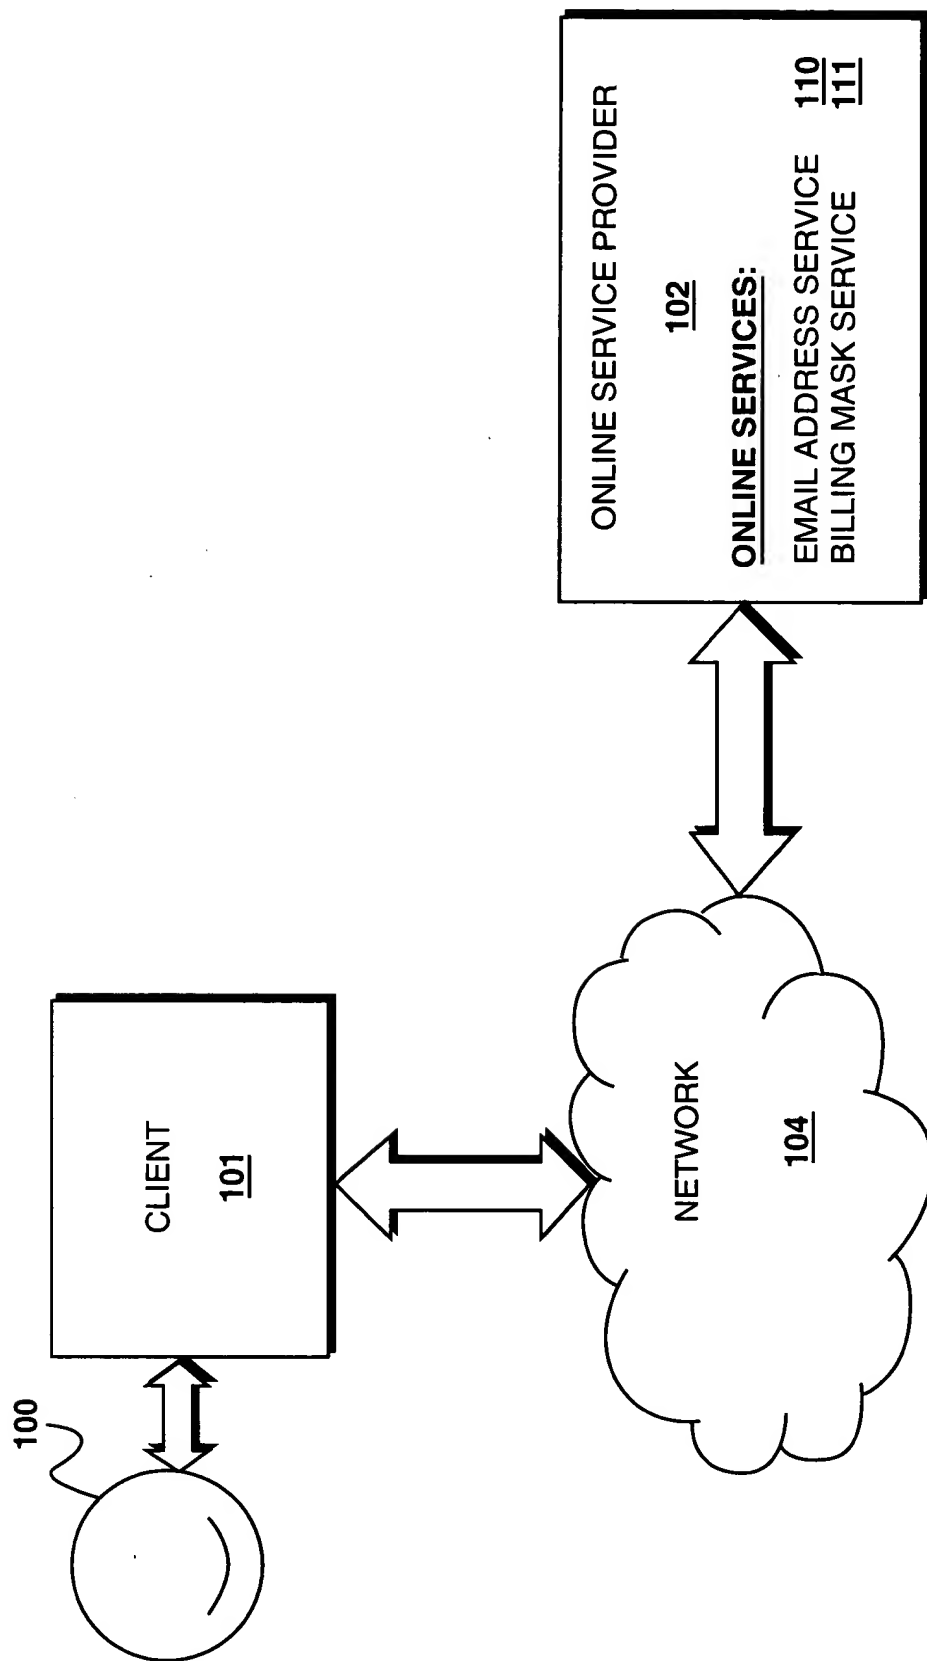 100
CLIENT
101
NETWORK
104
ONLINE SERVICE PROVIDER
102
ONLINE SERVICES:
EMAIL ADDRESS SERVICE 110
BILLING MASK SERVICE 111